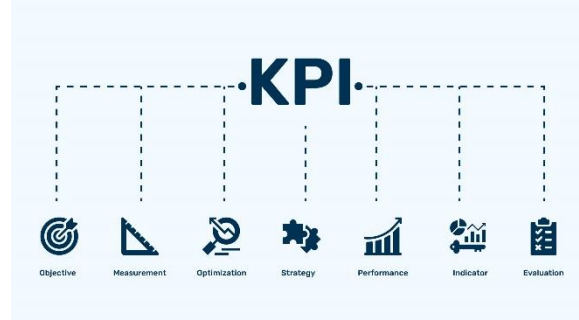 KPI
Objective
Measurement
Optimization
Strategy
Performance
Indicator
Evaluation